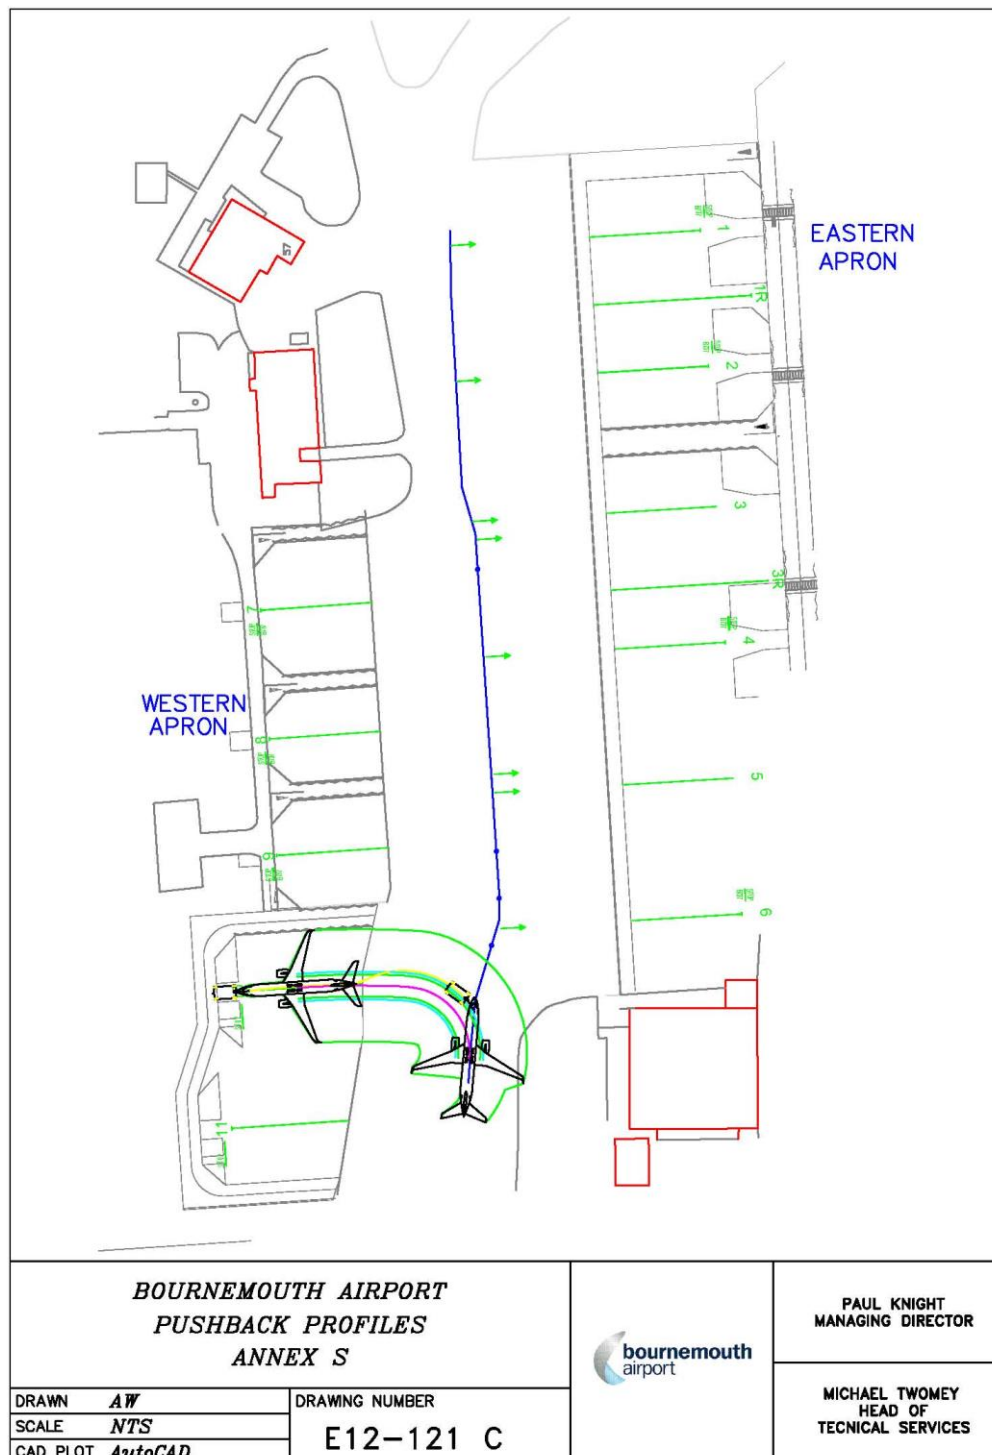 57
EASTERN
APRON
1
1R
2
3
3R
4
5
6
7
WESTERN
APRON
8
9
11
BOURNEMOUTH AIRPORT
PUSHBACK PROFILES
ANNEX S
DRAWN AW
SCALE NTS
CAD PLOT AutoCAD
DRAWING NUMBER
E12-121 C
bournemouth
airport
PAUL KNIGHT
MANAGING DIRECTOR
MICHAEL TWOMEY
HEAD OF
TECNICAL SERVICES